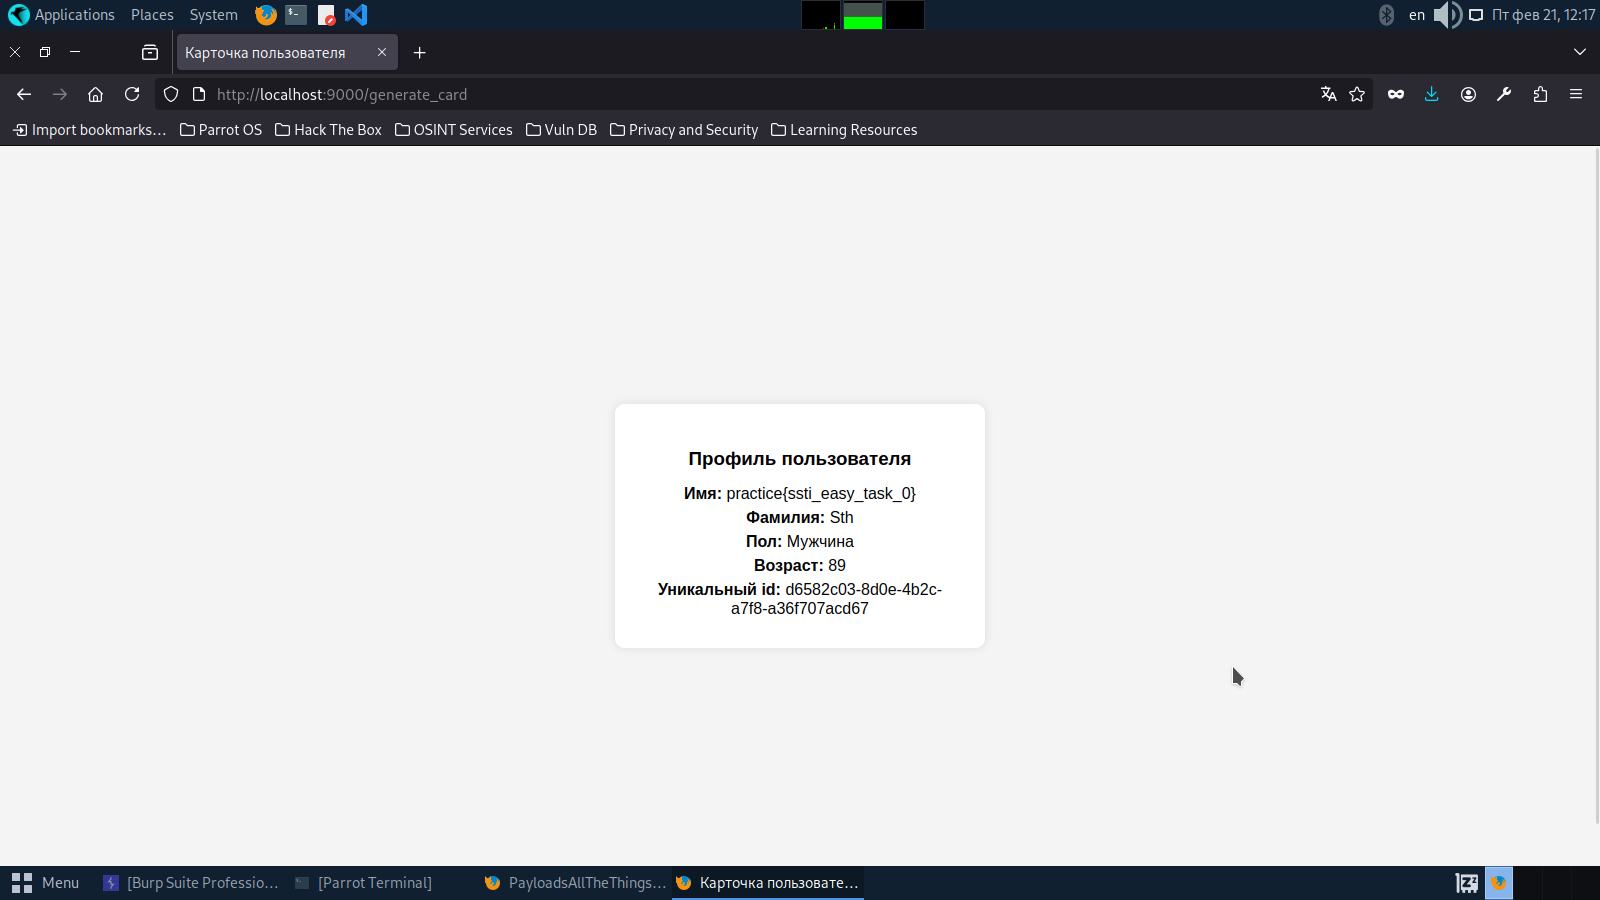 Applications Places System
en Пт фев 21, 12:17
Карточка пользователя
http://localhost:9000/generate_card
Import bookmarks... Parrot OS Hack The Box OSINT Services Vuln DB Privacy and Security Learning Resources
Профиль пользователя
Имя: practice{ssti_easy_task_0}
Фамилия: Sth
Пол: Мужчина
Возраст: 89
Уникальный id: d6582c03-8d0e-4b2c-
a7f8-a36f707acd67
Menu [Burp Suite Professio... [Parrot Terminal] PayloadsAllTheThings... Карточка пользовате...